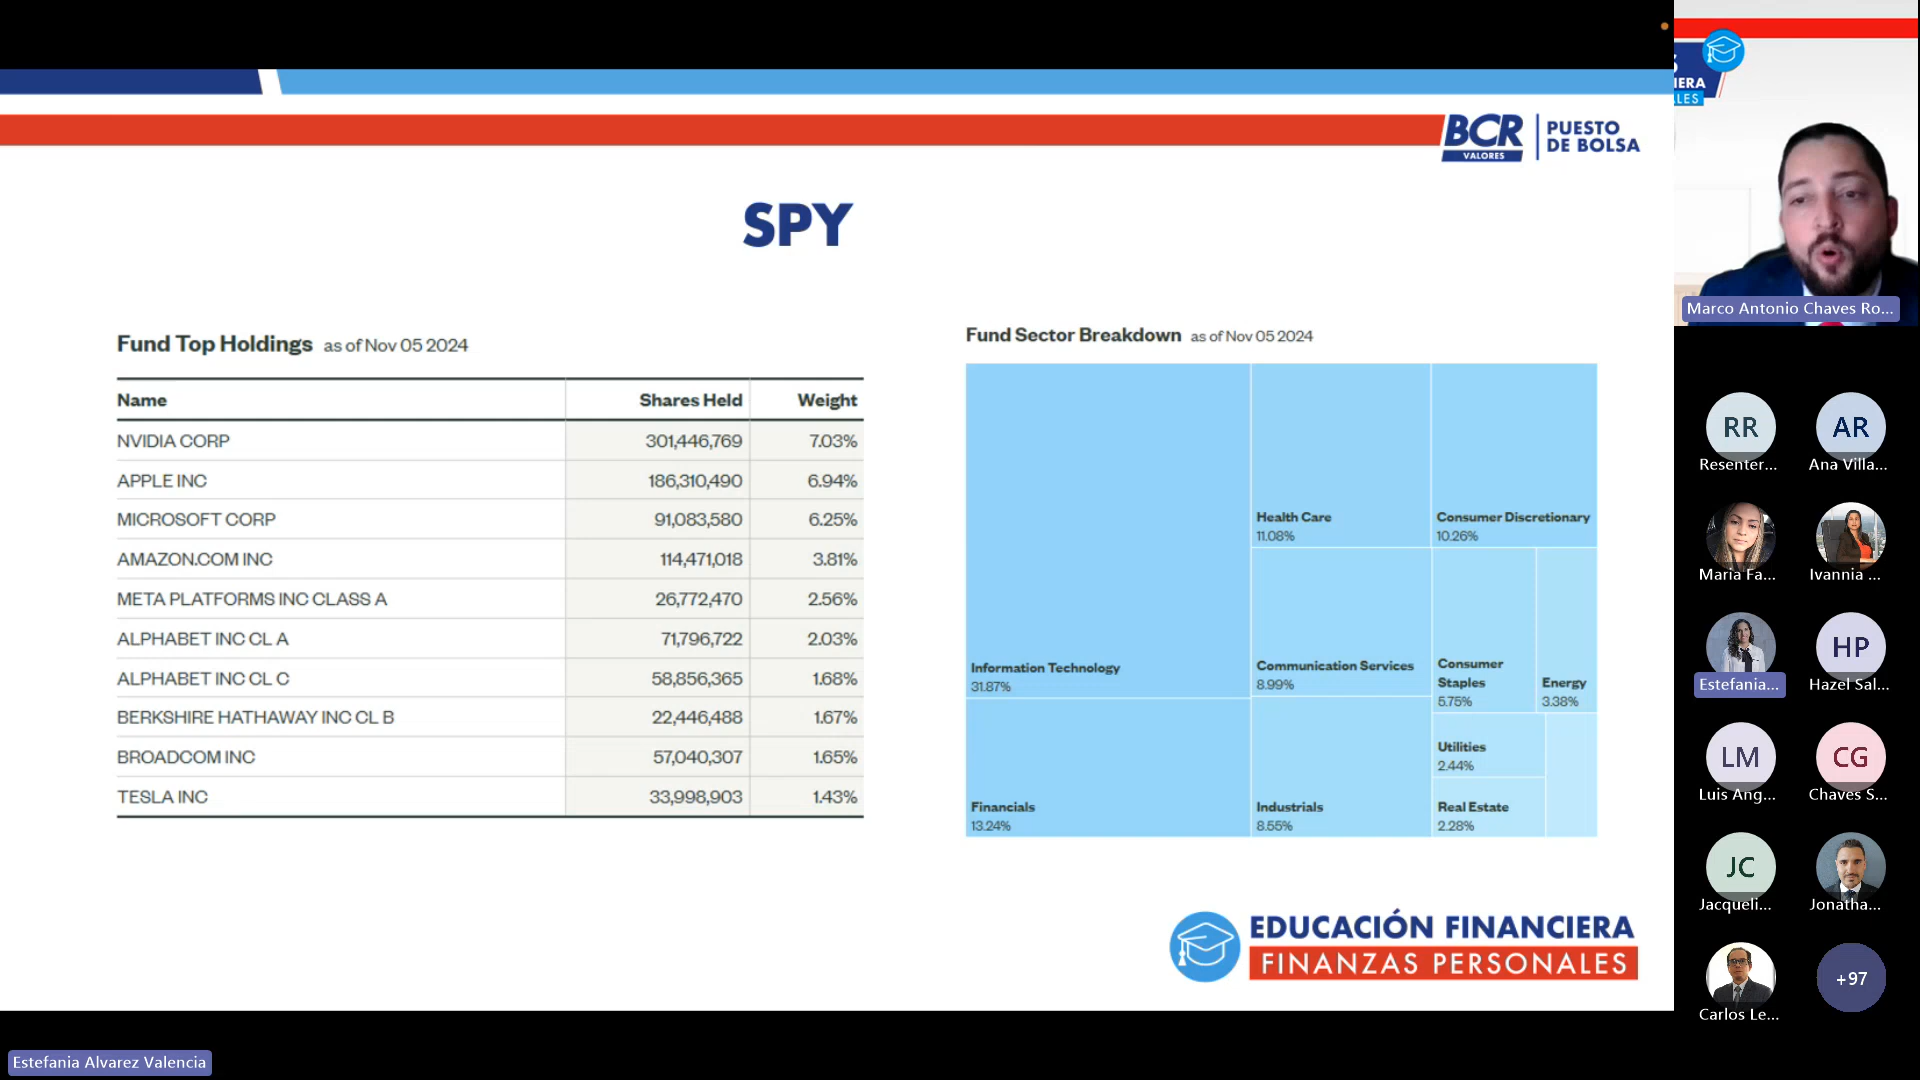 BCR
VALORES
PUESTO
DE BOLSA
SPY
Fund Top Holdings as of Nov 05 2024
Name Shares Held Weight
NVIDIA CORP 301,446,769 7.03%
APPLE INC 186,310,490 6.94%
MICROSOFT CORP 91,083,580 6.25%
AMAZON.COM INC 114,471,018 3.81%
META PLATFORMS INC CLASS A 26,772,470 2.56%
ALPHABET INC CL A 71,796,722 2.03%
ALPHABET INC CL C 58,856,365 1.68%
BERKSHIRE HATHAWAY INC CL B 22,446,488 1.67%
BROADCOM INC 57,040,307 1.65%
TESLA INC 33,998,903 1.43%
Fund Sector Breakdown as of Nov 05 2024
Information Technology
31.87%
Financials
13.24%
Health Care
11.08%
Communication Services
8.99%
Industrials
8.55%
Consumer Discretionary
10.26%
Consumer
Staples
5.75%
Energy
3.38%
Utilities
2.44%
Real Estate
2.28%
EDUCACIÓN FINANCIERA
FINANZAS PERSONALES
Estefania Alvarez Valencia
S
IERA
LES
Marco Antonio Chaves Ro...
RR
Resenter...
AR
Ana Villa...
Maria Fa...
Ivannia ...
Estefania...
HP
Hazel Sal...
LM
Luis Ang...
CG
Chaves S...
JC
Jacqueli...
Jonatha...
Carlos Le...
+97